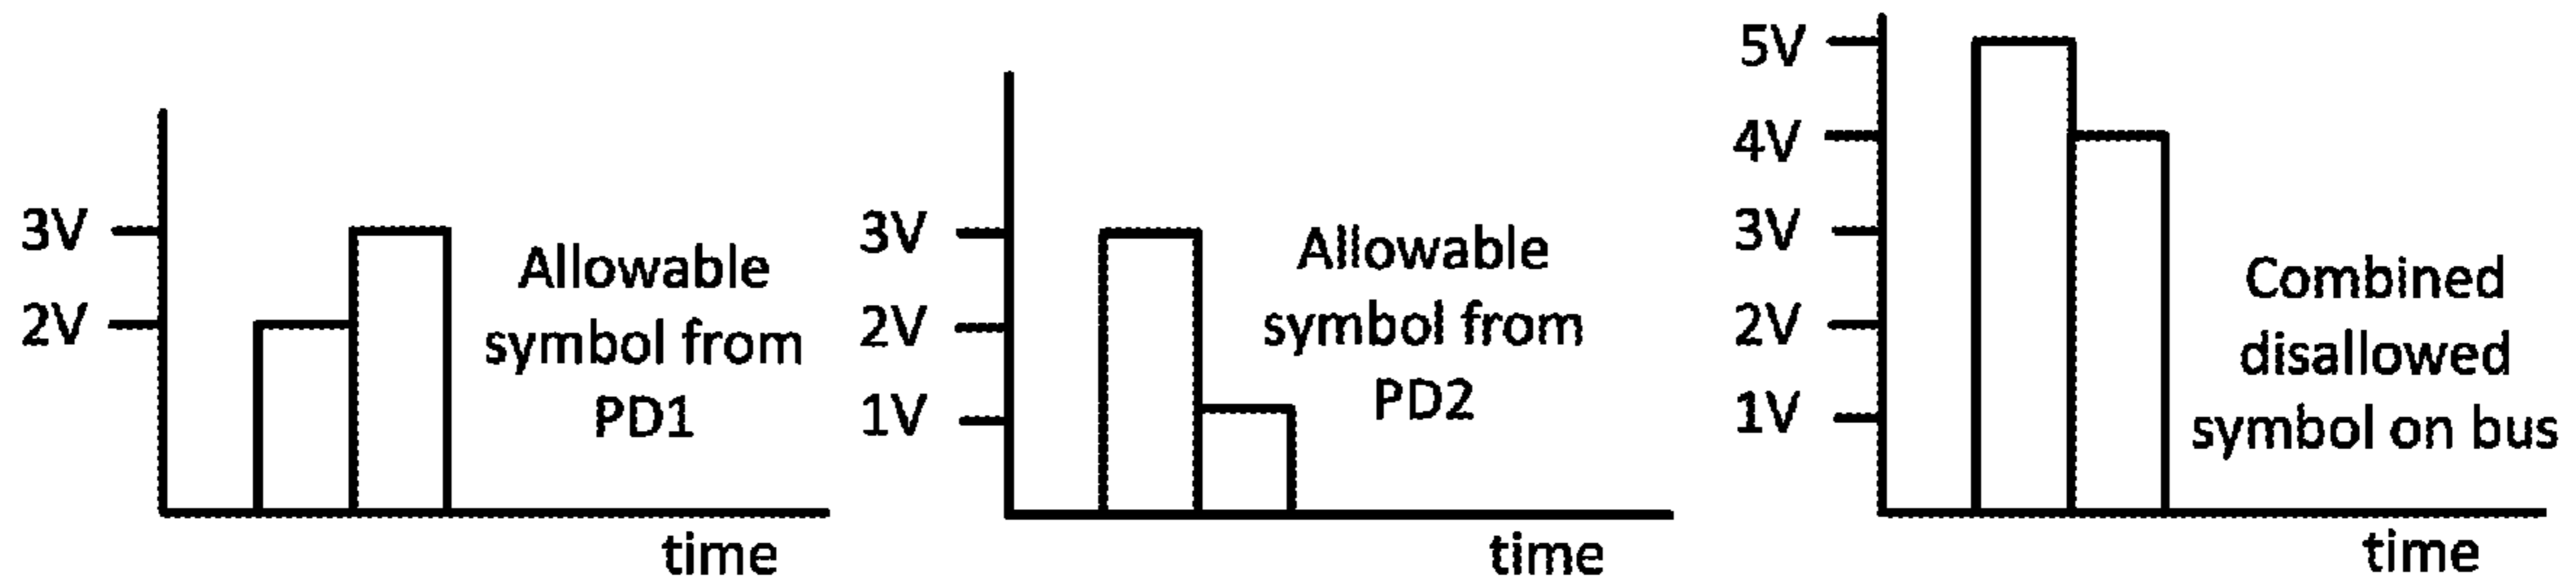 3V
2V
Allowable
symbol from
PD1
time
3V
2V
1V
Allowable
symbol from
PD2
time
5V
4V
3V
2V
1V
Combined
disallowed
symbol on bus
time